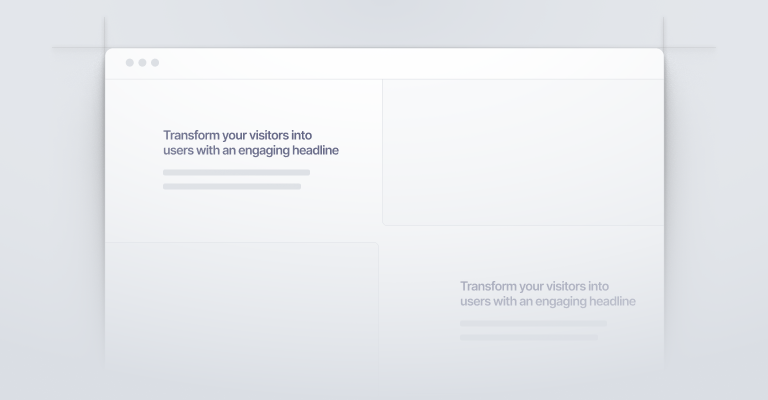 Transform your visitors into
users with an engaging headline
Transform your visitors into
users with an engaging headline